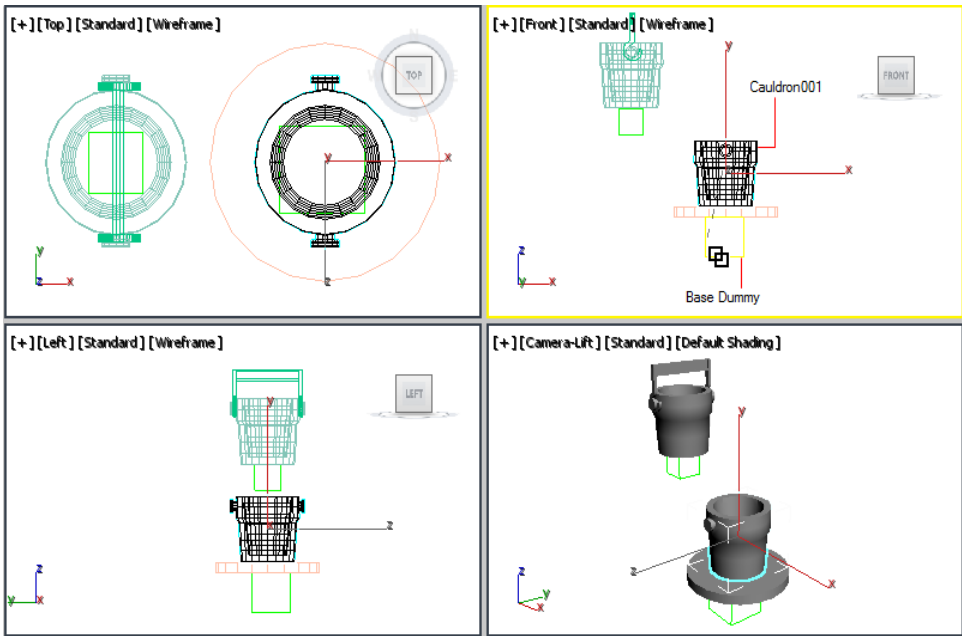 [+] [Top] [Standard] [Wireframe]
N
W
TOP
E
S
y
x
z
y
z
x
[+] [Front] [Standard] [Wireframe]
y
Cauldron001
FRONT
x
z
y
x
Base Dummy
[+] [Left] [Standard] [Wireframe]
LEFT
y
z
x
z
y
x
[+] [Camera-Lift] [Standard] [Default Shading]
y
z
x
z
y
x